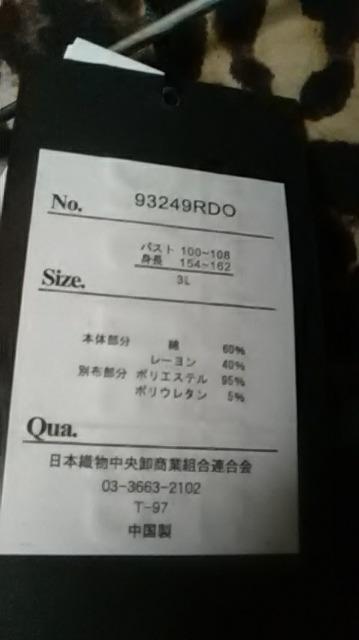 No. 93249RDO
バスト 100~108
身長 154~162
Size. 3L
本体部分 綿 60%
レーヨン 40%
別布部分 ポリエステル 95%
ポリウレタン 5%
Qua.
日本織物中央卸商業組合連合会
03-3663-2102
T-97
中国製